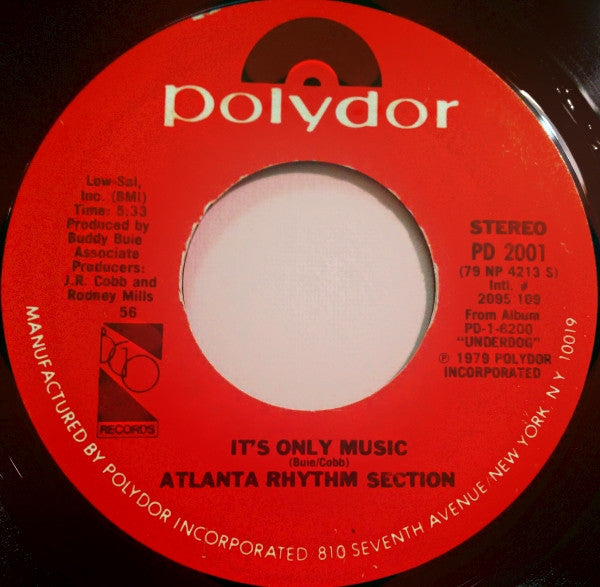 polydor
Low-Sal,
Inc. (BMI)
Time: 5:33
Produced by
Buddy Buie
Associate
Producers:
J.R. Cobb and
Rodney Mills
56
BGO
RECORDS
STEREO
PD 2001
(79 NP 4213 S)
Intl. #
2095 109
From Album
PD-1-6200
"UNDERDOG"
℗ 1979 POLYDOR
INCORPORATED
IT'S ONLY MUSIC
(Buie/Cobb)
ATLANTA RHYTHM SECTION
MANUFACTURED BY POLYDOR INCORPORATED 810 SEVENTH AVENUE/NEW YORK N Y 10019